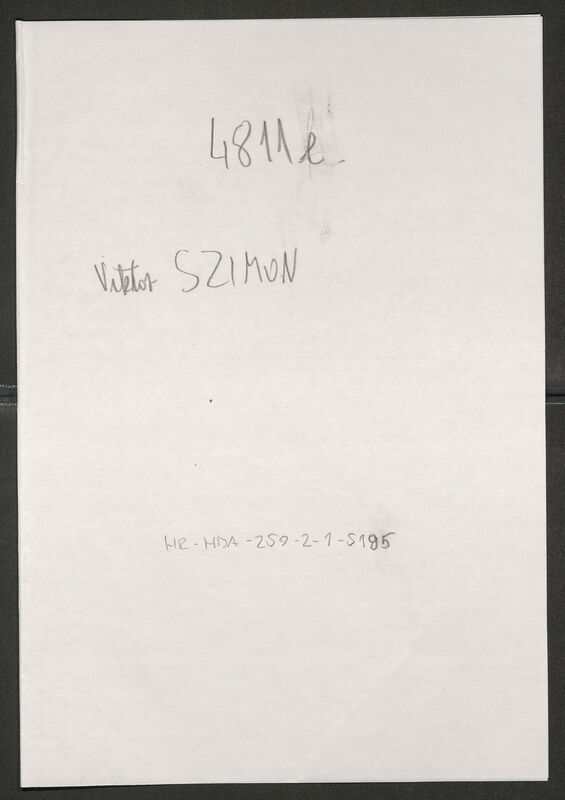 4811e
Viktor SZIMON
HR-HDA-259-2-1-5195